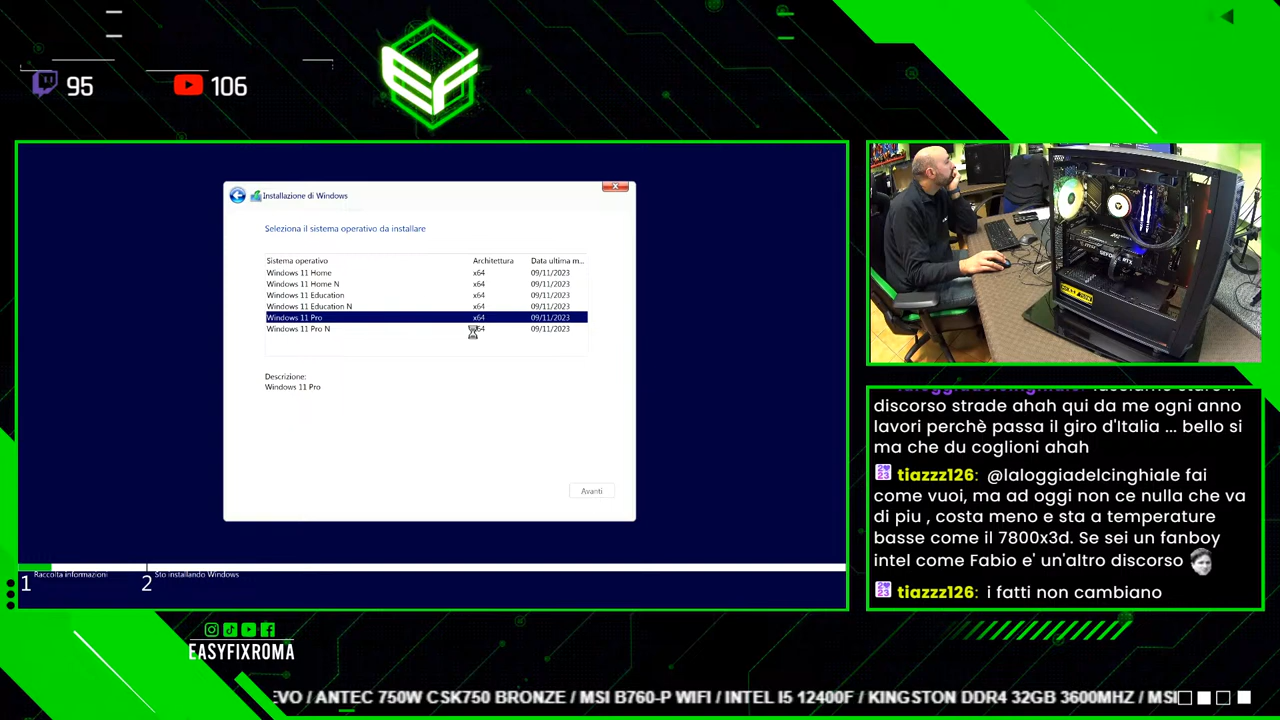 95
106
EF
Installazione di Windows
Seleziona il sistema operativo da installare
Sistema operativo Architettura Data ultima m...
Windows 11 Home x64 09/11/2023
Windows 11 Home N x64 09/11/2023
Windows 11 Education x64 09/11/2023
Windows 11 Education N x64 09/11/2023
Windows 11 Pro x64 09/11/2023
Windows 11 Pro N 64 09/11/2023
Descrizione:
Windows 11 Pro
Avanti
1 Raccolta informazioni 2 Sto installando Windows
GEFORCE RTX
discorso strade ahah qui da me ogni anno
lavori perchè passa il giro d'Italia ... bello si
ma che du coglioni ahah
tiazzz126: @laloggiadelcinghiale fai
come vuoi, ma ad oggi non ce nulla che va
di piu , costa meno e sta a temperature
basse come il 7800x3d. Se sei un fanboy
intel come Fabio e' un'altro discorso
tiazzz126: i fatti non cambiano
EASYFIXROMA
EVO / ANTEC 750W CSK750 BRONZE / MSI B760-P WIFI / INTEL I5 12400F / KINGSTON DDR4 32GB 3600MHZ / MSI